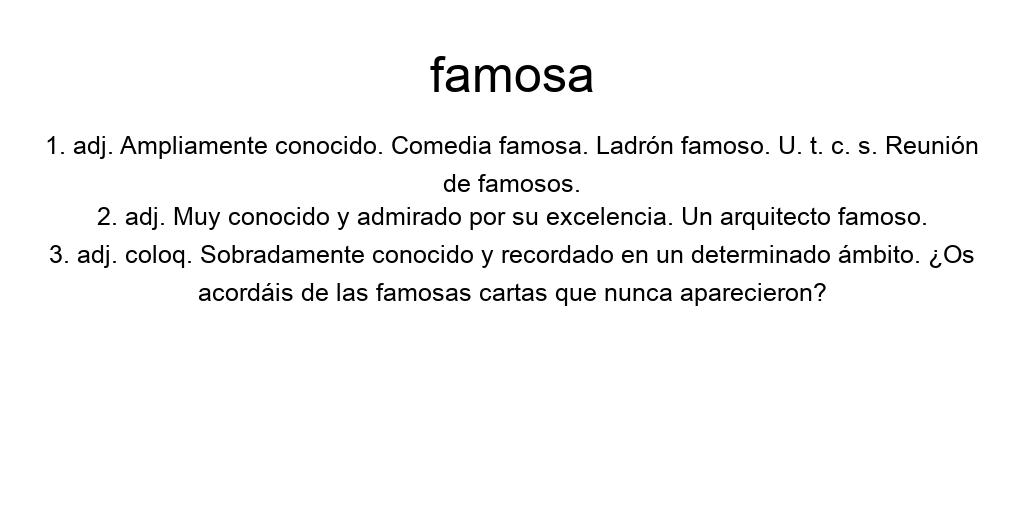 famosa
1. adj. Ampliamente conocido. Comedia famosa. Ladrón famoso. U. t. c. s. Reunión
de famosos.
2. adj. Muy conocido y admirado por su excelencia. Un arquitecto famoso.
3. adj. coloq. Sobradamente conocido y recordado en un determinado ámbito. ¿Os
acordáis de las famosas cartas que nunca aparecieron?